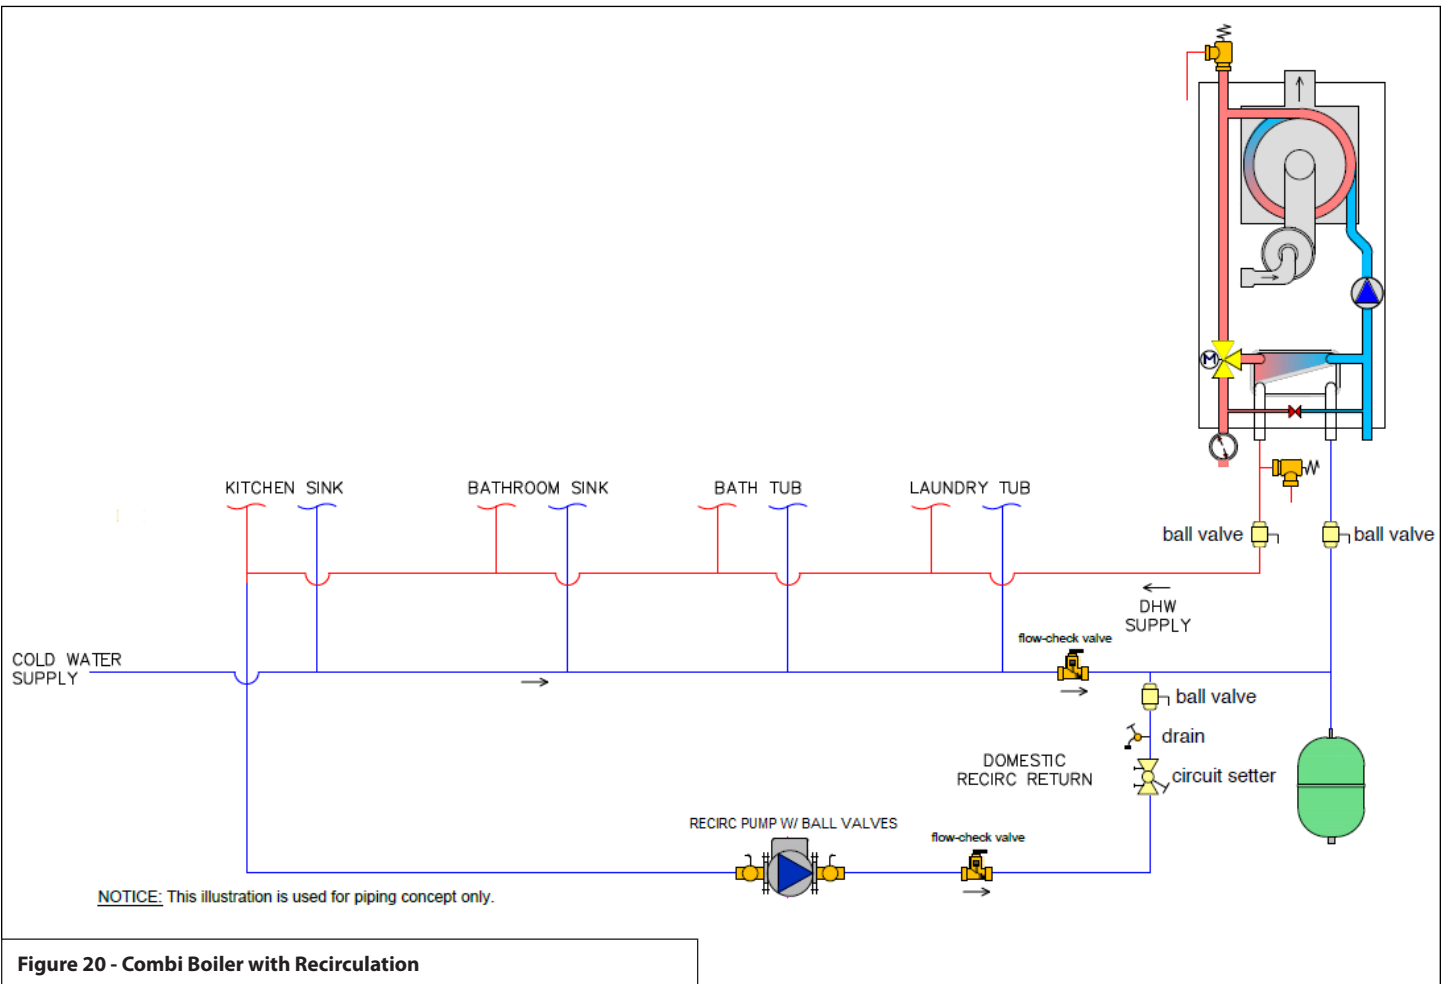 M
KITCHEN SINK
BATHROOM SINK
BATH TUB
LAUNDRY TUB
ball valve
ball valve
DHW
SUPPLY
flow-check valve
COLD WATER
SUPPLY
ball valve
drain
DOMESTIC
RECIRC RETURN
circuit setter
RECIRC PUMP W/ BALL VALVES
flow-check valve
NOTICE: This illustration is used for piping concept only.
Figure 20 - Combi Boiler with Recirculation